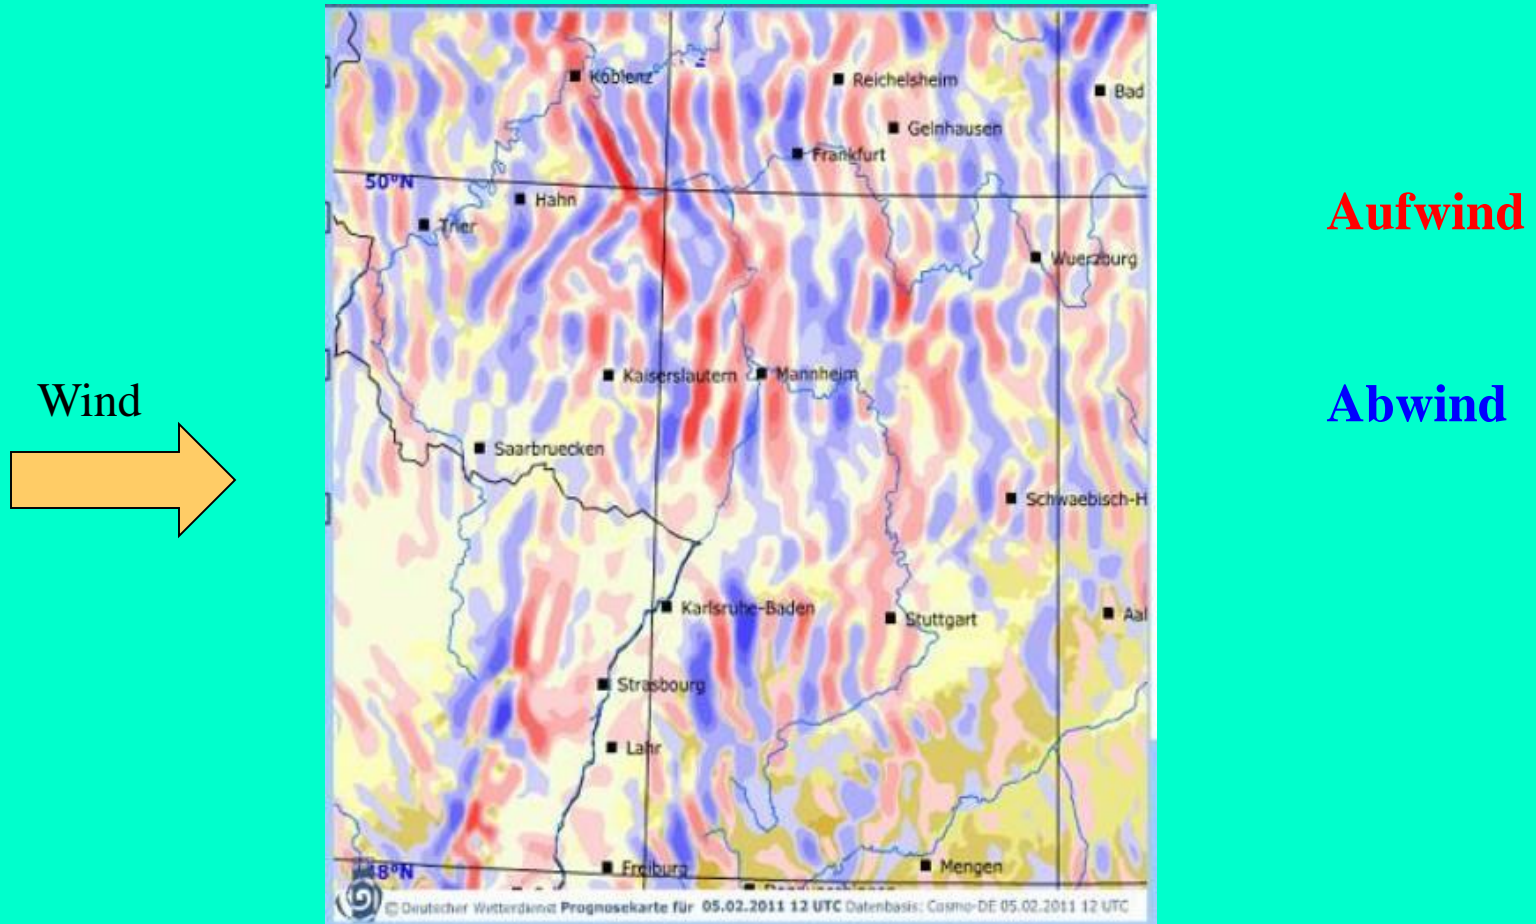 Koblenz
Reichelsheim
Bad
Gelnhausen
Frankfurt
50°N
Hahn
Aufwind
Trier
Wuerzburg
Kaiserslautern
Mannheim
Wind
Abwind
Saarbruecken
Schwaebisch-H
Karlsruhe-Baden
Stuttgart
Aal
Strasbourg
Lahr
Freiburg
48°N
Mengen
© Deutscher Wetterdienst Prognosekarte für 05.02.2011 12 UTC Datenbasis: Cosmo-DE 05.02.2011 12 UTC